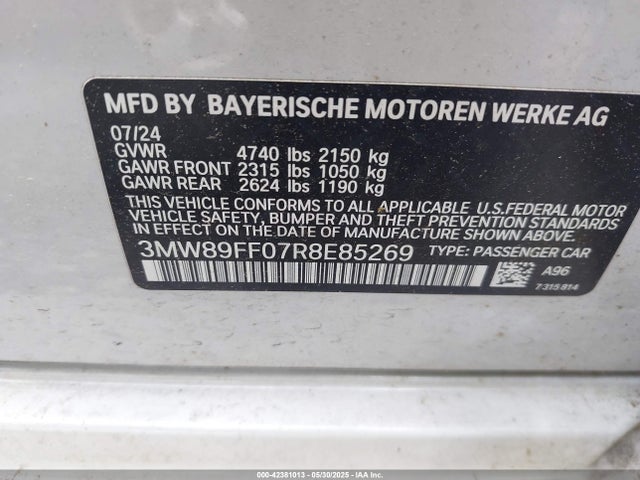 MFD BY BAYERISCHE MOTOREN WERKE AG
07/24
GVWR 4740 lbs 2150 kg
GAWR FRONT 2315 lbs 1050 kg
GAWR REAR 2624 lbs 1190 kg
THIS VEHICLE CONFORMS TO ALL APPLICABLE U.S. FEDERAL MOTOR
VEHICLE SAFETY, BUMPER AND THEFT PREVENTION STANDARDS
IN EFFECT ON THE DATE OF MANUFACTURE SHOWN ABOVE.
3MW89FF07R8E85269 TYPE: PASSENGER CAR
A96
7 315 814
000-42381013 — 05/30/2025 — IAA Inc.